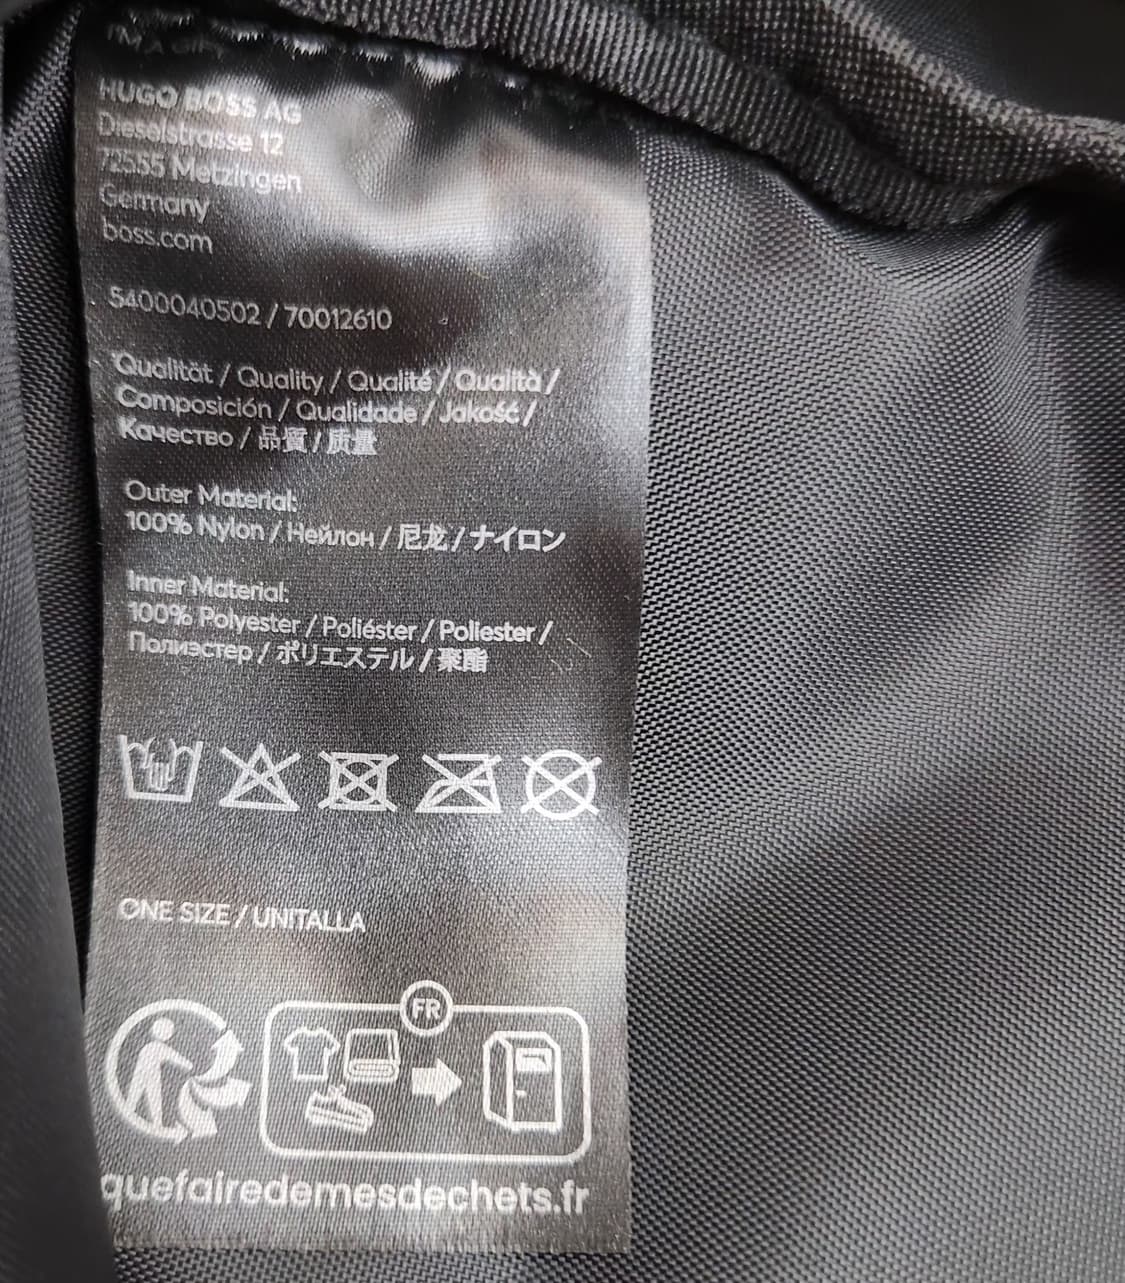 HUGO BOSS AG
Dieselstrasse 12
72555 Metzingen
Germany
boss.com
5400040502 / 70012610
Qualität / Quality / Qualité / Qualità /
Composición / Qualidade / Jakość /
Качество / 品質 / 质量
Outer Material:
100% Nylon / Нейлон / 尼龙 / ナイロン
Inner Material:
100% Polyester / Poliéster / Poliester /
Полиэстер / ポリエステル / 聚酯
ONE SIZE / UNITALLA
FR
quefairedemesdechets.fr